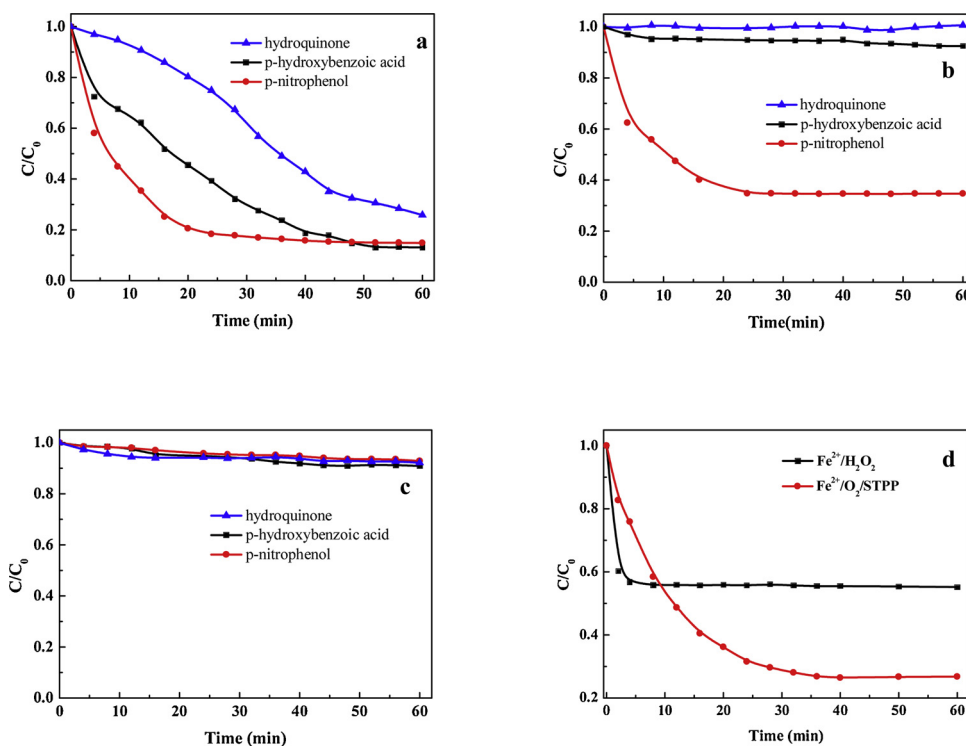 a
hydroquinone
p-hydroxybenzoic acid
p-nitrophenol
C/C₀
1.0
0.8
0.6
0.4
0.2
0.0
0 10 20 30 40 50 60
Time (min)
b
hydroquinone
p-hydroxybenzoic acid
p-nitrophenol
C/C₀
1.0
0.8
0.6
0.4
0.2
0.0
0 10 20 30 40 50 60
Time(min)
c
hydroquinone
p-hydroxybenzoic acid
p-nitrophenol
C/C₀
1.0
0.8
0.6
0.4
0.2
0.0
0 10 20 30 40 50 60
Time (min)
d
Fe²⁺/H₂O₂
Fe²⁺/O₂/STPP
C/C₀
1.0
0.8
0.6
0.4
0.2
0 10 20 30 40 50 60
Time (min)